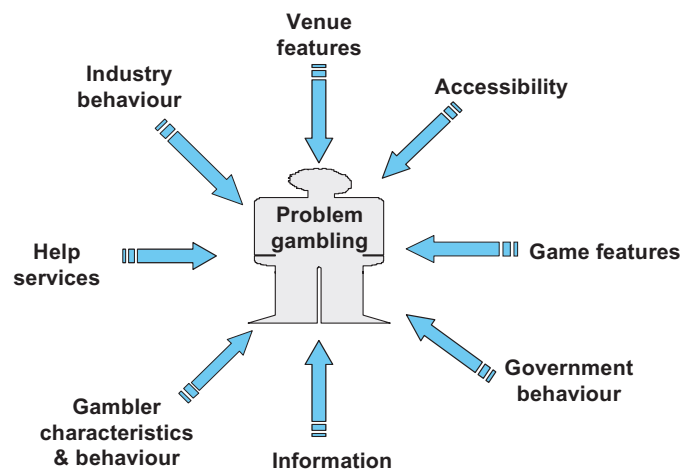 Venue
features
Industry
behaviour
Accessibility
Problem
gambling
Help
services
Game features
Government
behaviour
Gambler
characteristics
& behaviour
Information